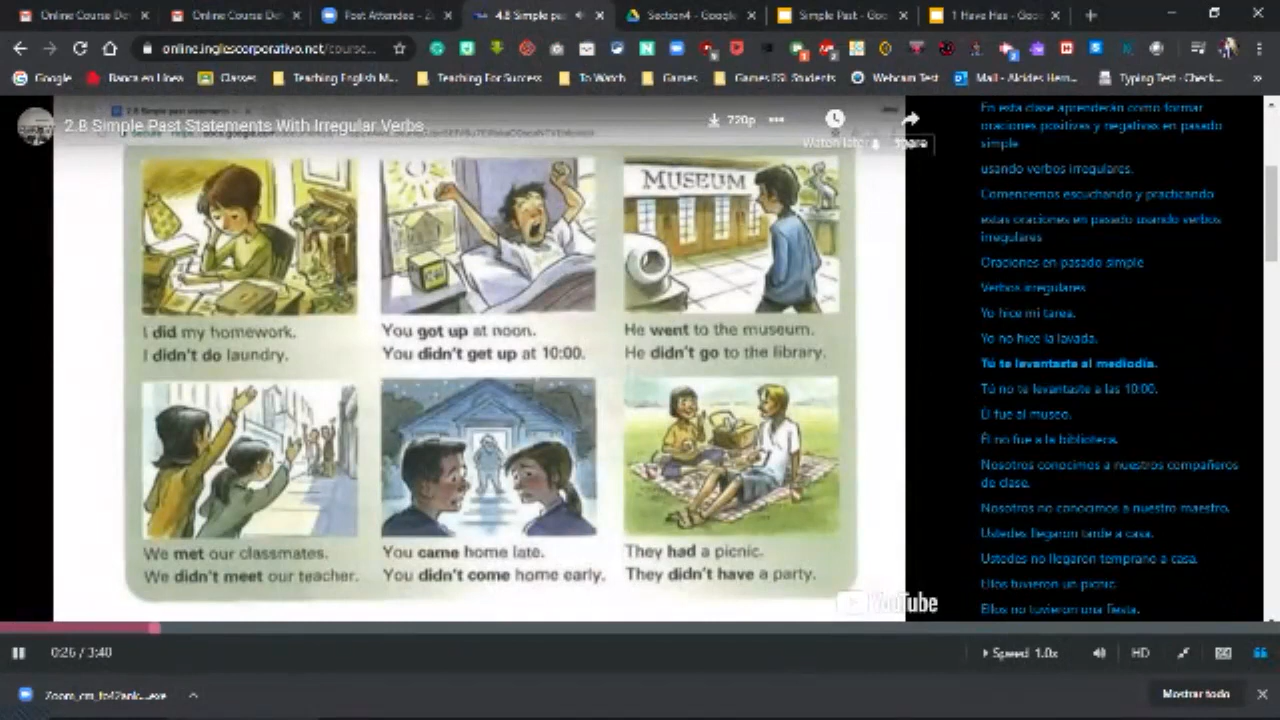 Online Course De
Online Course De
Post Attendee - Z
4.8 Simple pa
Section4 - Google
Simple Past - Goo
1 Have Has - Goo
online.inglescorporativo.net/course...
Google
Banca en Linea
Classes
Teaching English M...
Teaching For Success
To Watch
Games
Games ESL Students
Webcam Test
Mail - Alcides Hern...
Typing Test - Check...
2.8 Simple Past Statements With Irregular Verbs
720p
Watch later
Share
MUSEUM
I did my homework.
I didn't do laundry.
You got up at noon.
You didn't get up at 10:00.
He went to the museum.
He didn't go to the library.
We met our classmates.
We didn't meet our teacher.
You came home late.
You didn't come home early.
They had a picnic.
They didn't have a party.
YouTube
En esta clase aprenderán como formar
oraciones positivas y negativas en pasado
simple
usando verbos irregulares.
Comencemos escuchando y practicando
estas oraciones en pasado usando verbos
irregulares
Oraciones en pasado simple
Verbos irregulares
Yo hice mi tarea.
Yo no hice la lavada.
Tú te levantaste al mediodía.
Tú no te levantaste a las 10:00.
Él fue al museo.
Él no fue a la biblioteca.
Nosotros conocimos a nuestros compañeros
de clase.
Nosotros no conocimos a nuestro maestro.
Ustedes llegaron tarde a casa.
Ustedes no llegaron temprano a casa.
Ellos tuvieron un picnic.
Ellos no tuvieron una fiesta.
0:26 / 3:40
Speed 1.0x
HD
Mostrar todo